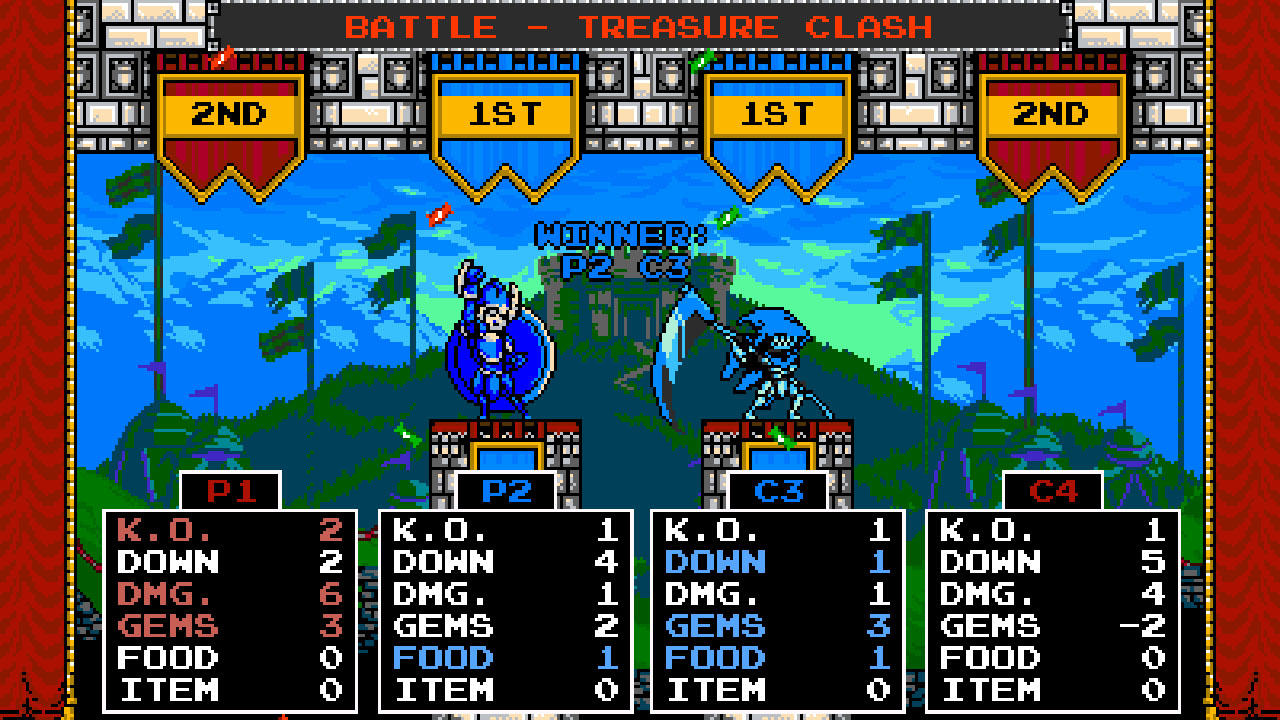 BATTLE - TREASURE CLASH
2ND
1ST
1ST
2ND
WINNER:
P2 C3
P1
K.O. 2
DOWN 2
DMG. 6
GEMS 3
FOOD 0
ITEM 0
P2
K.O. 1
DOWN 4
DMG. 1
GEMS 2
FOOD 1
ITEM 0
C3
K.O. 1
DOWN 1
DMG. 1
GEMS 3
FOOD 1
ITEM 0
C4
K.O. 1
DOWN 5
DMG. 4
GEMS -2
FOOD 0
ITEM 0